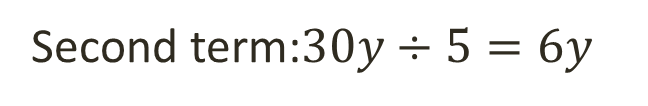 Second term:30𝑦 ÷ 5 = 6𝑦